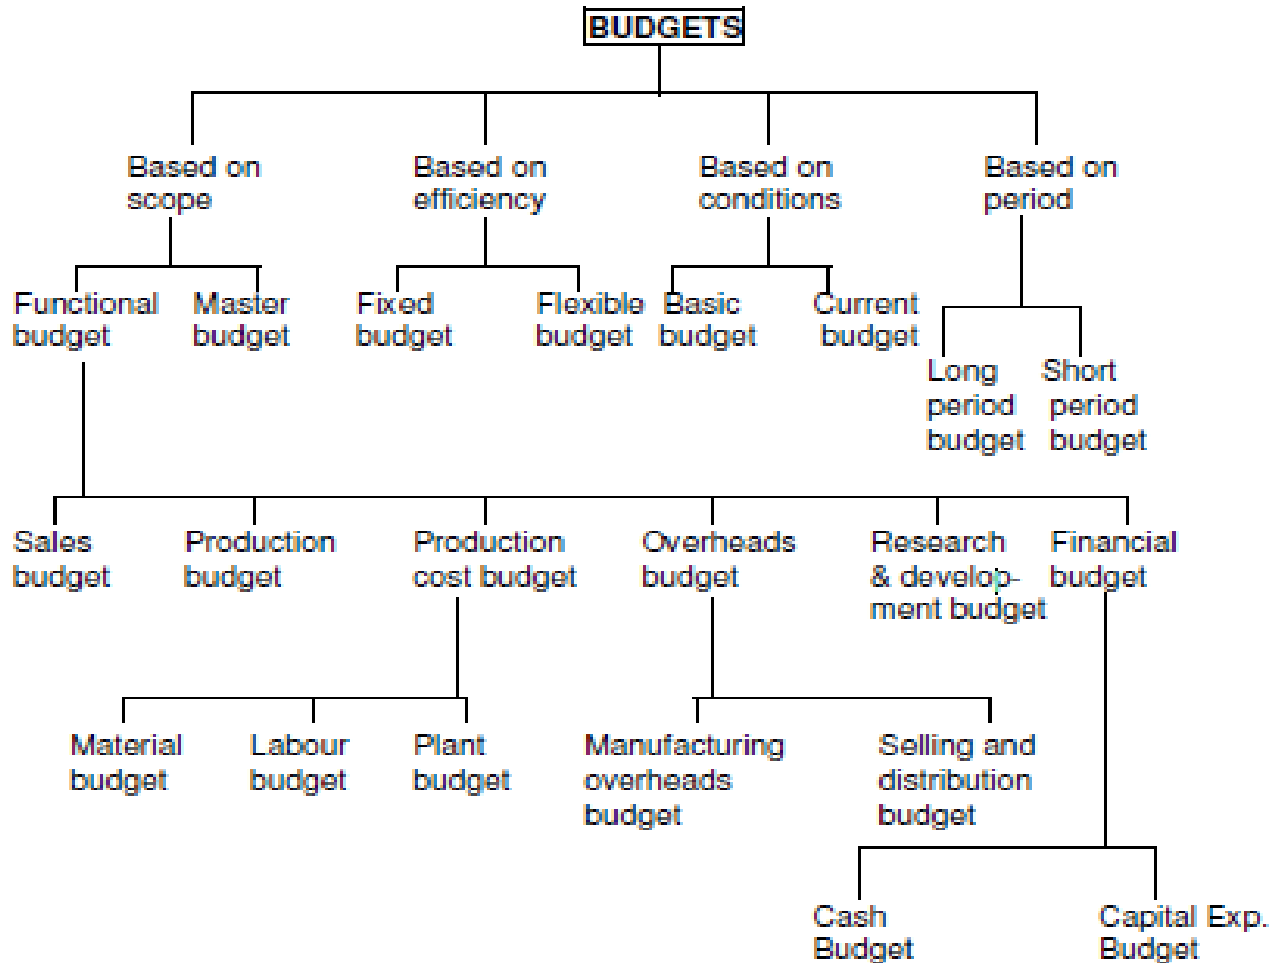 BUDGETS
Based on
scope
Based on
efficiency
Based on
conditions
Based on
period
Functional
budget
Master
budget
Fixed
budget
Flexible
budget
Basic
budget
Current
budget
Long
period
budget
Short
period
budget
Sales
budget
Production
budget
Production
cost budget
Overheads
budget
Research
& develop-
ment budget
Financial
budget
Material
budget
Labour
budget
Plant
budget
Manufacturing
overheads
budget
Selling and
distribution
budget
Cash
Budget
Capital Exp.
Budget